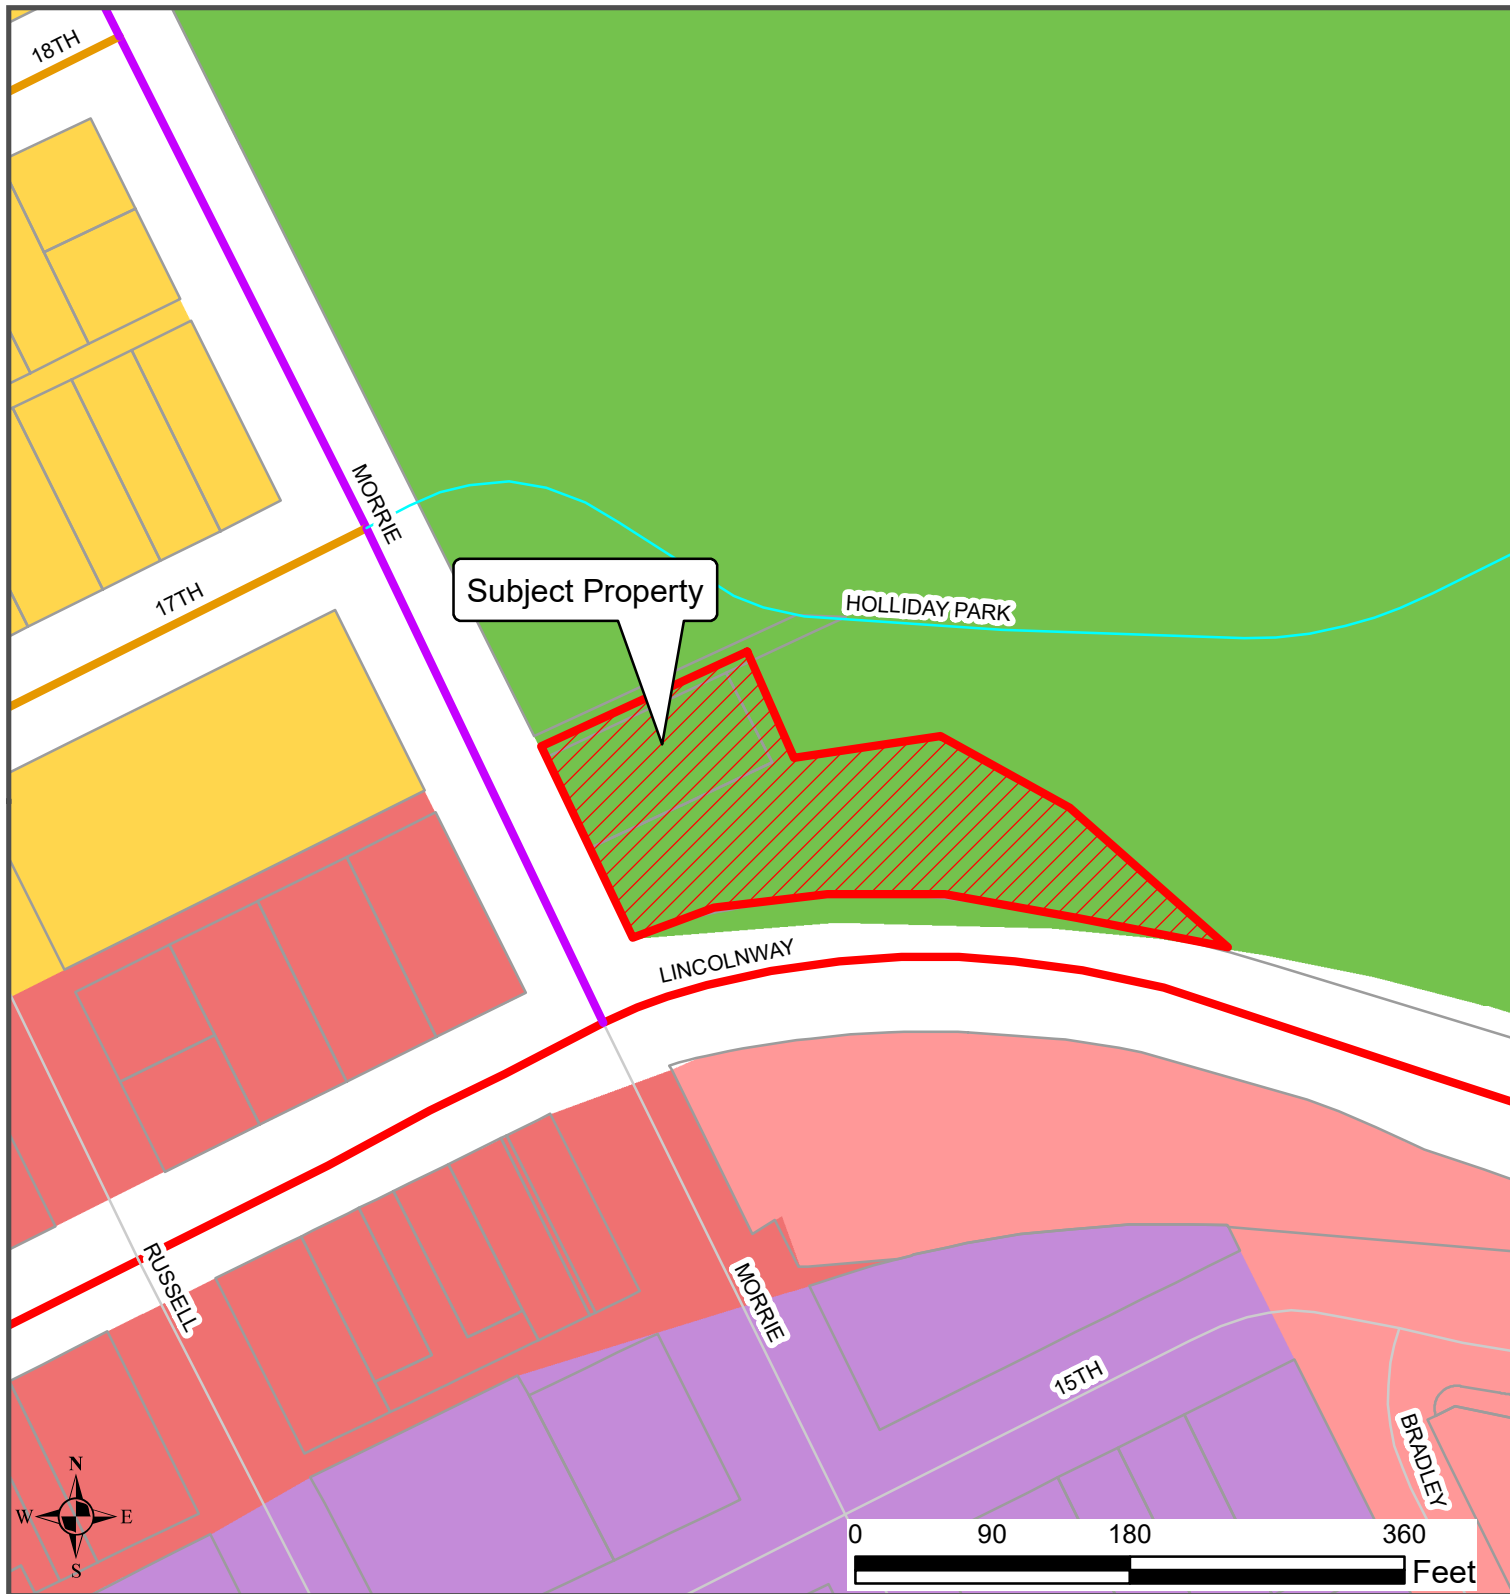 18TH
MORRIE
17TH
Subject Property
HOLLIDAY PARK
LINCOLNWAY
RUSSELL
MORRIE
15TH
BRADLEY
N
W E
S
0 90 180 360
Feet